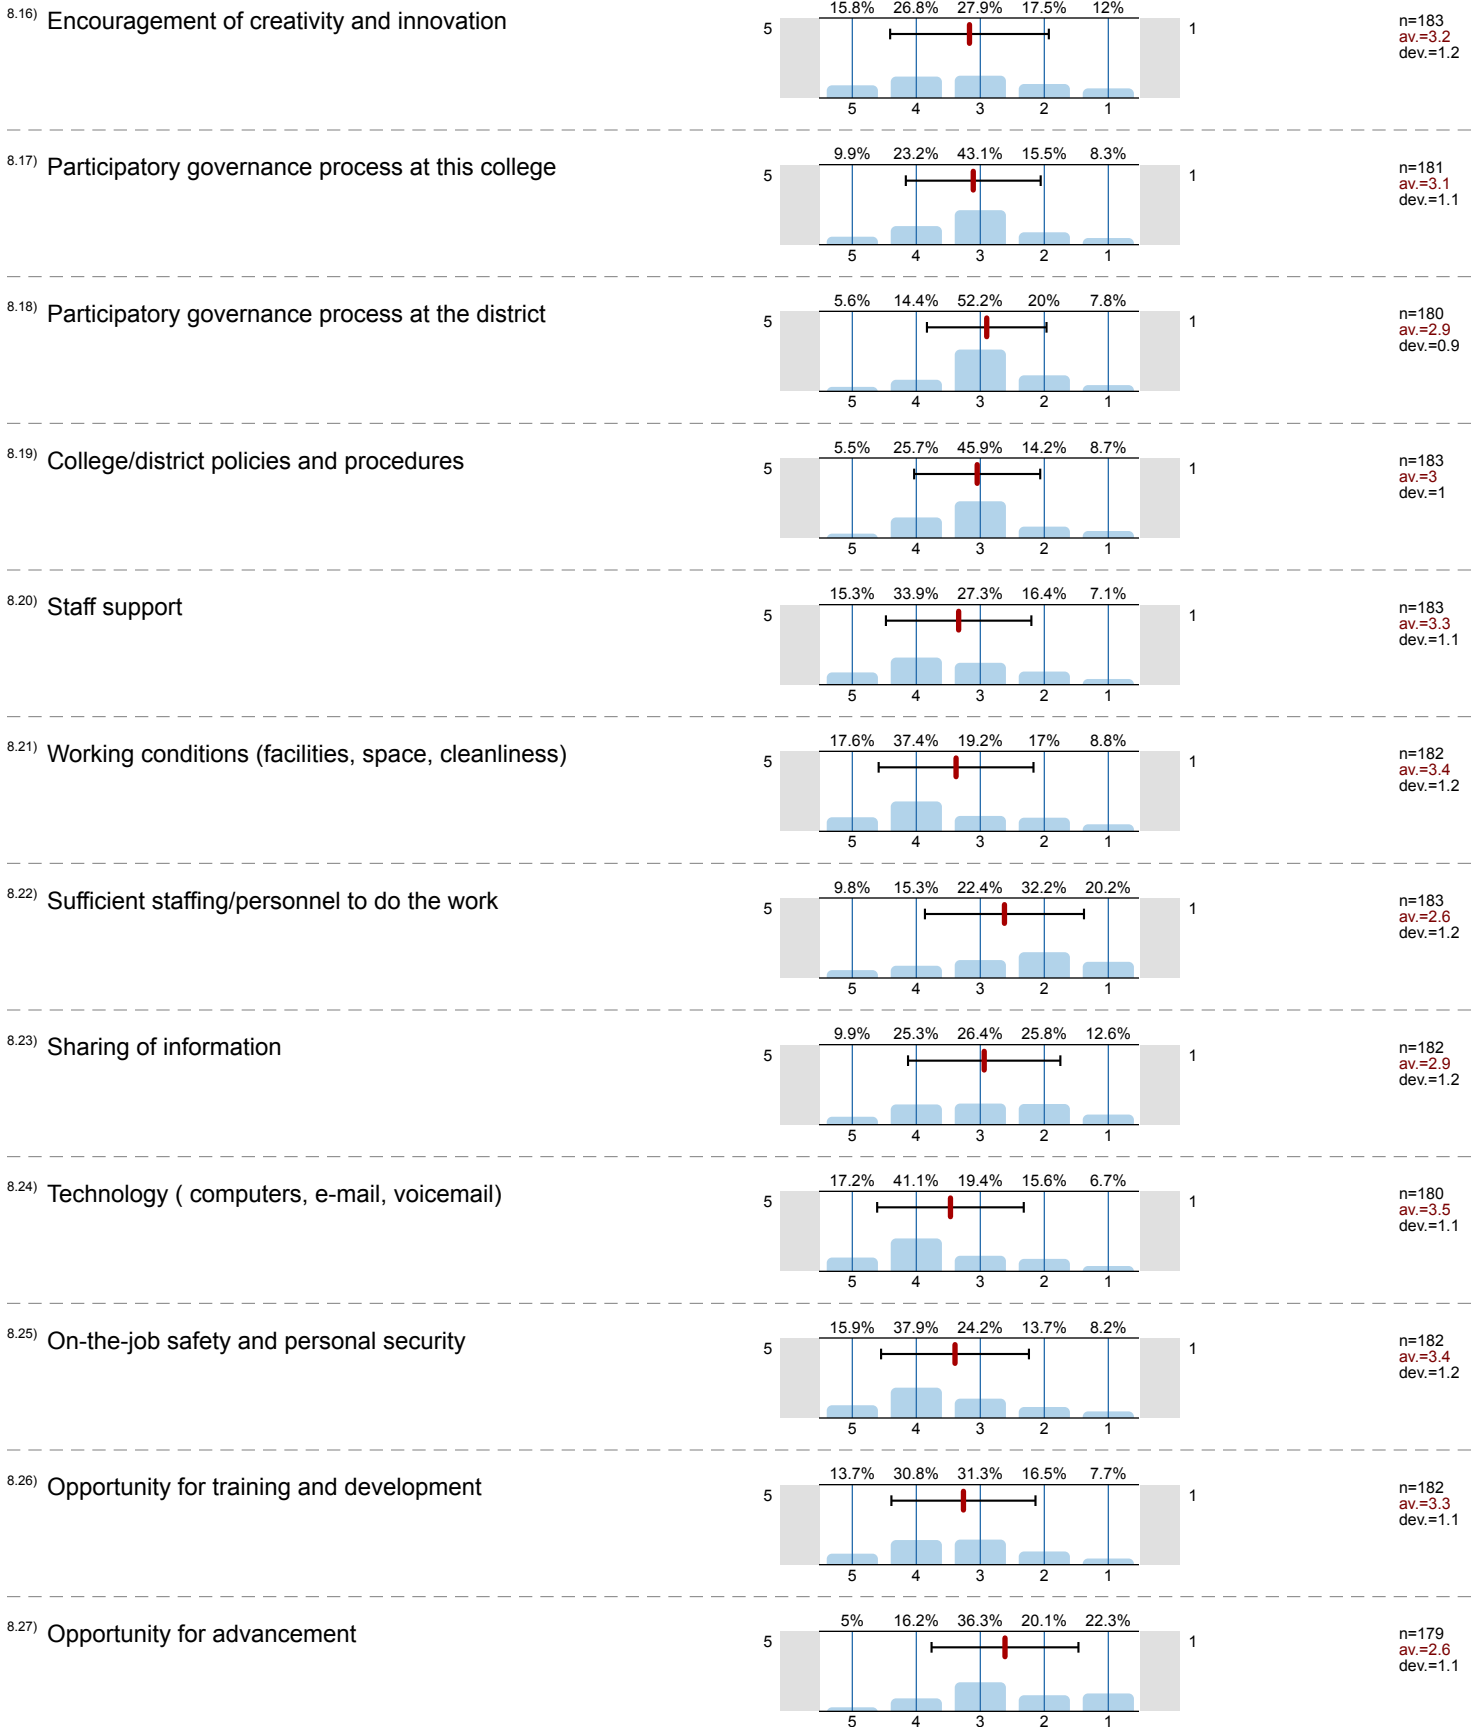 8.16) Encouragement of creativity and innovation
15.8% 26.8% 27.9% 17.5% 12%
5 1
5 4 3 2 1
n=183
av.=3.2
dev.=1.2
8.17) Participatory governance process at this college
9.9% 23.2% 43.1% 15.5% 8.3%
5 1
5 4 3 2 1
n=181
av.=3.1
dev.=1.1
8.18) Participatory governance process at the district
5.6% 14.4% 52.2% 20% 7.8%
5 1
5 4 3 2 1
n=180
av.=2.9
dev.=0.9
8.19) College/district policies and procedures
5.5% 25.7% 45.9% 14.2% 8.7%
5 1
5 4 3 2 1
n=183
av.=3
dev.=1
8.20) Staff support
15.3% 33.9% 27.3% 16.4% 7.1%
5 1
5 4 3 2 1
n=183
av.=3.3
dev.=1.1
8.21) Working conditions (facilities, space, cleanliness)
17.6% 37.4% 19.2% 17% 8.8%
5 1
5 4 3 2 1
n=182
av.=3.4
dev.=1.2
8.22) Sufficient staffing/personnel to do the work
9.8% 15.3% 22.4% 32.2% 20.2%
5 1
5 4 3 2 1
n=183
av.=2.6
dev.=1.2
8.23) Sharing of information
9.9% 25.3% 26.4% 25.8% 12.6%
5 1
5 4 3 2 1
n=182
av.=2.9
dev.=1.2
8.24) Technology ( computers, e-mail, voicemail)
17.2% 41.1% 19.4% 15.6% 6.7%
5 1
5 4 3 2 1
n=180
av.=3.5
dev.=1.1
8.25) On-the-job safety and personal security
15.9% 37.9% 24.2% 13.7% 8.2%
5 1
5 4 3 2 1
n=182
av.=3.4
dev.=1.2
8.26) Opportunity for training and development
13.7% 30.8% 31.3% 16.5% 7.7%
5 1
5 4 3 2 1
n=182
av.=3.3
dev.=1.1
8.27) Opportunity for advancement
5% 16.2% 36.3% 20.1% 22.3%
5 1
5 4 3 2 1
n=179
av.=2.6
dev.=1.1